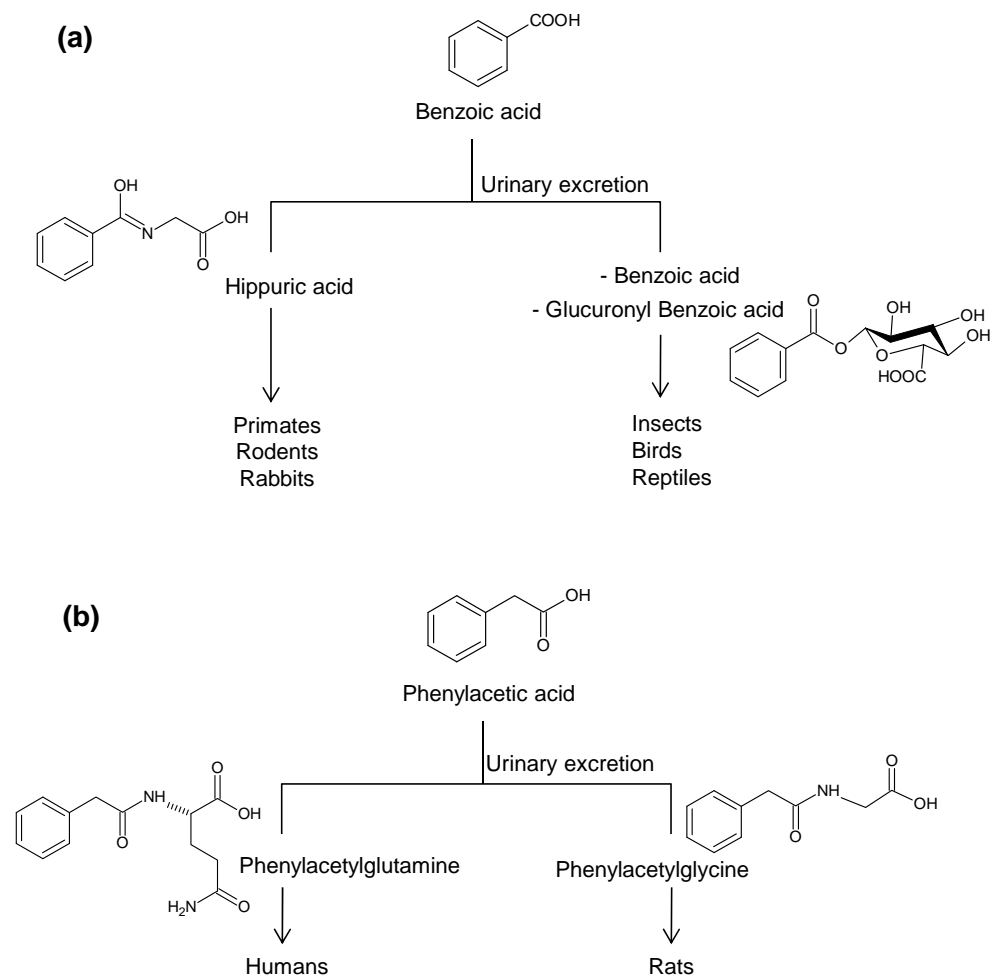 (a)
COOH
Benzoic acid
Urinary excretion
OH
N
OH
O
Hippuric acid
- Benzoic acid
- Glucuronyl Benzoic acid
O
O
OH
O
OH
OH
HOOC
Primates
Rodents
Rabbits
Insects
Birds
Reptiles
(b)
OH
O
Phenylacetic acid
Urinary excretion
O
NH
OH
O
H2N
O
Phenylacetylglutamine
O
NH
OH
O
Phenylacetylglycine
Humans
Rats